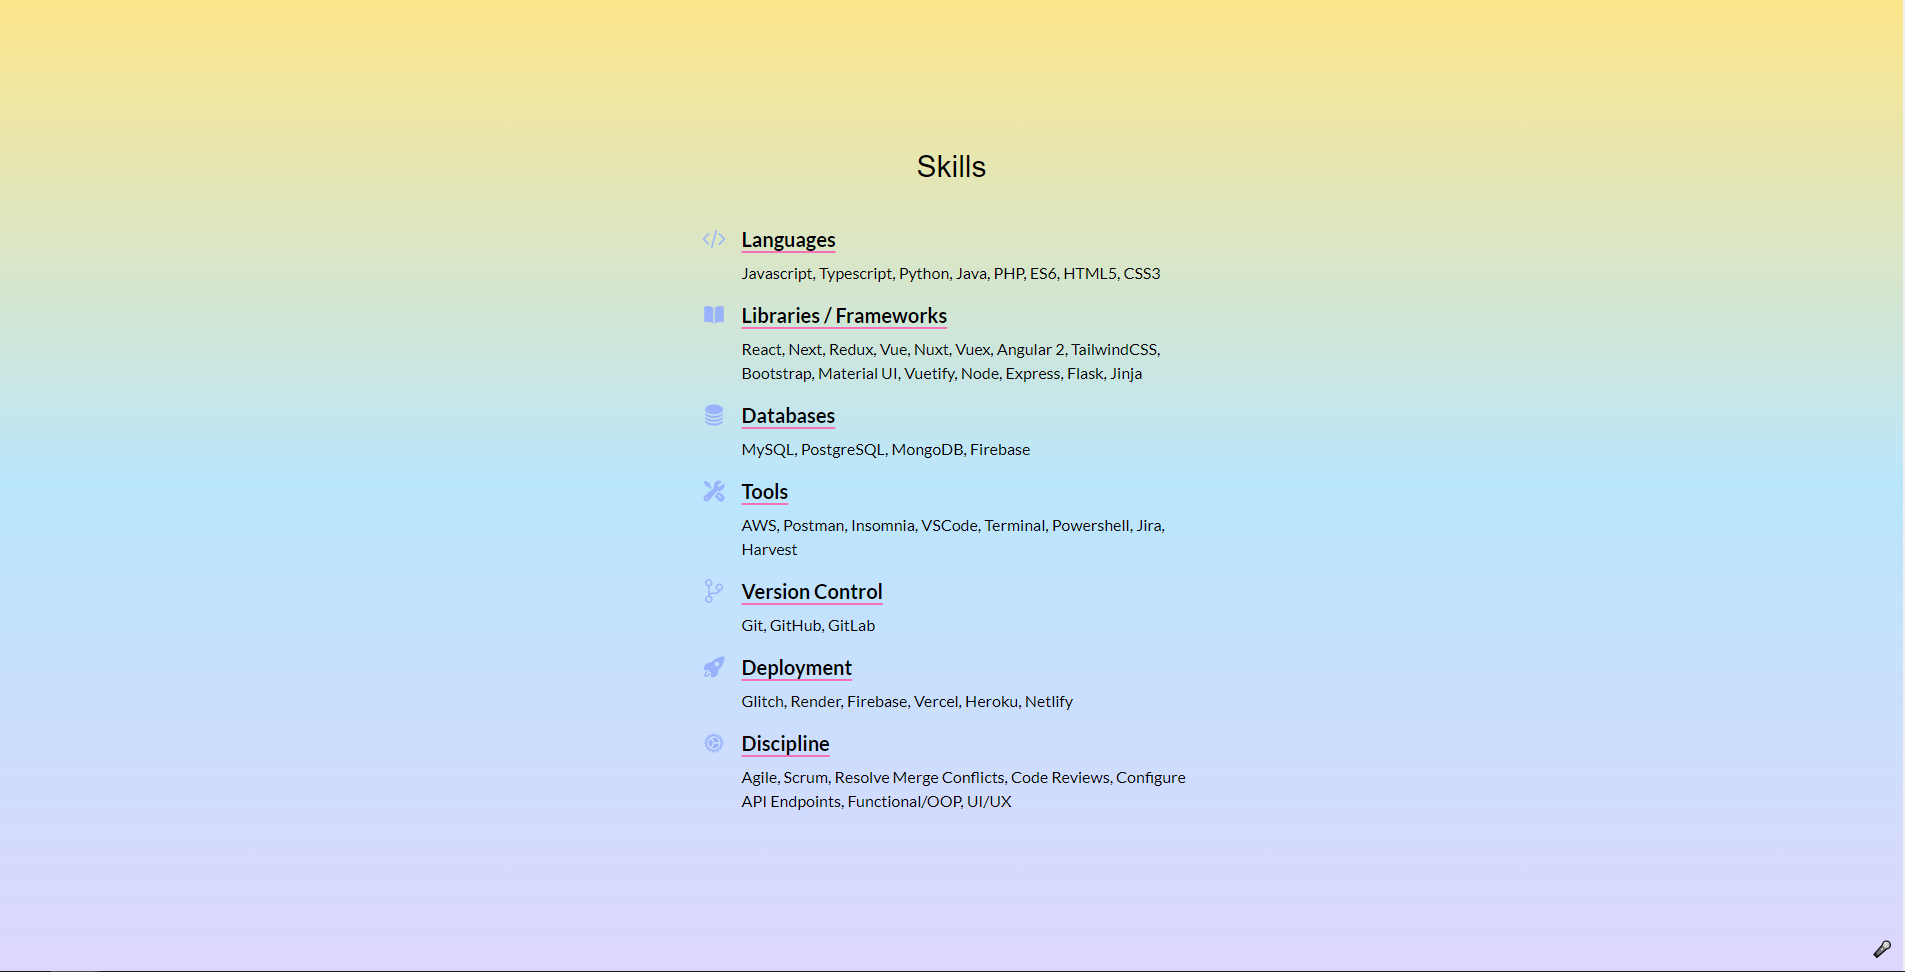 Skills
Languages
Javascript, Typescript, Python, Java, PHP, ES6, HTML5, CSS3
Libraries / Frameworks
React, Next, Redux, Vue, Nuxt, Vuex, Angular 2, TailwindCSS,
Bootstrap, Material UI, Vuetify, Node, Express, Flask, Jinja
Databases
MySQL, PostgreSQL, MongoDB, Firebase
Tools
AWS, Postman, Insomnia, VSCode, Terminal, Powershell, Jira,
Harvest
Version Control
Git, GitHub, GitLab
Deployment
Glitch, Render, Firebase, Vercel, Heroku, Netlify
Discipline
Agile, Scrum, Resolve Merge Conflicts, Code Reviews, Configure
API Endpoints, Functional/OOP, UI/UX